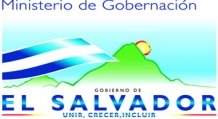 Ministerio de Gobernación
GOBIERNO DE
EL SALVADOR
UNIR, CRECER,INCLUIR